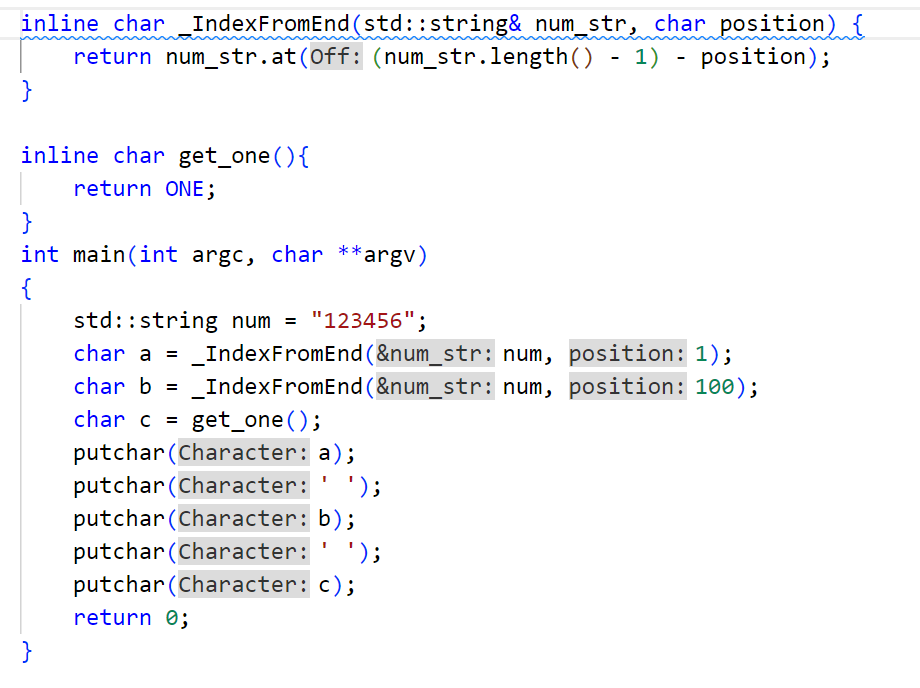 inline char _IndexFromEnd(std::string& num_str, char position) {
    return num_str.at(Off: (num_str.length() - 1) - position);
}

inline char get_one(){
    return ONE;
}
int main(int argc, char **argv)
{
    std::string num = "123456";
    char a = _IndexFromEnd(&num_str: num, position: 1);
    char b = _IndexFromEnd(&num_str: num, position: 100);
    char c = get_one();
    putchar(Character: a);
    putchar(Character: ' ');
    putchar(Character: b);
    putchar(Character: ' ');
    putchar(Character: c);
    return 0;
}